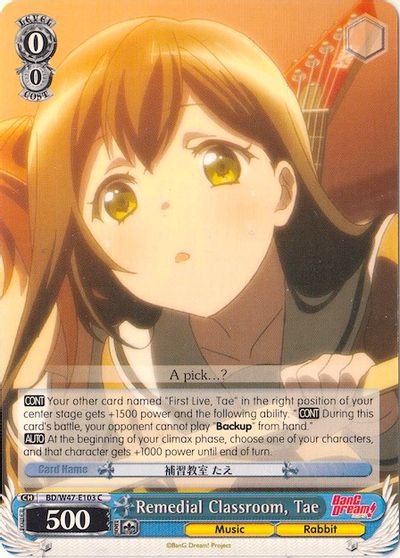 LEVEL
0
0
COST
A pick...?
CONT Your other card named "First Live, Tae" in the right position of
your center stage gets +1500 power and the following ability. "CONT During this
card's battle, your opponent cannot play "Backup" from hand."
AUTO At the beginning of your climax phase, choose one of your characters,
and that character gets +1000 power until end of turn.
Card Name 補習教室 たえ
CH BD/W47-E103 C
500
Remedial Classroom, Tae
BanG Dream!
Music Rabbit
©BanG Dream! Project